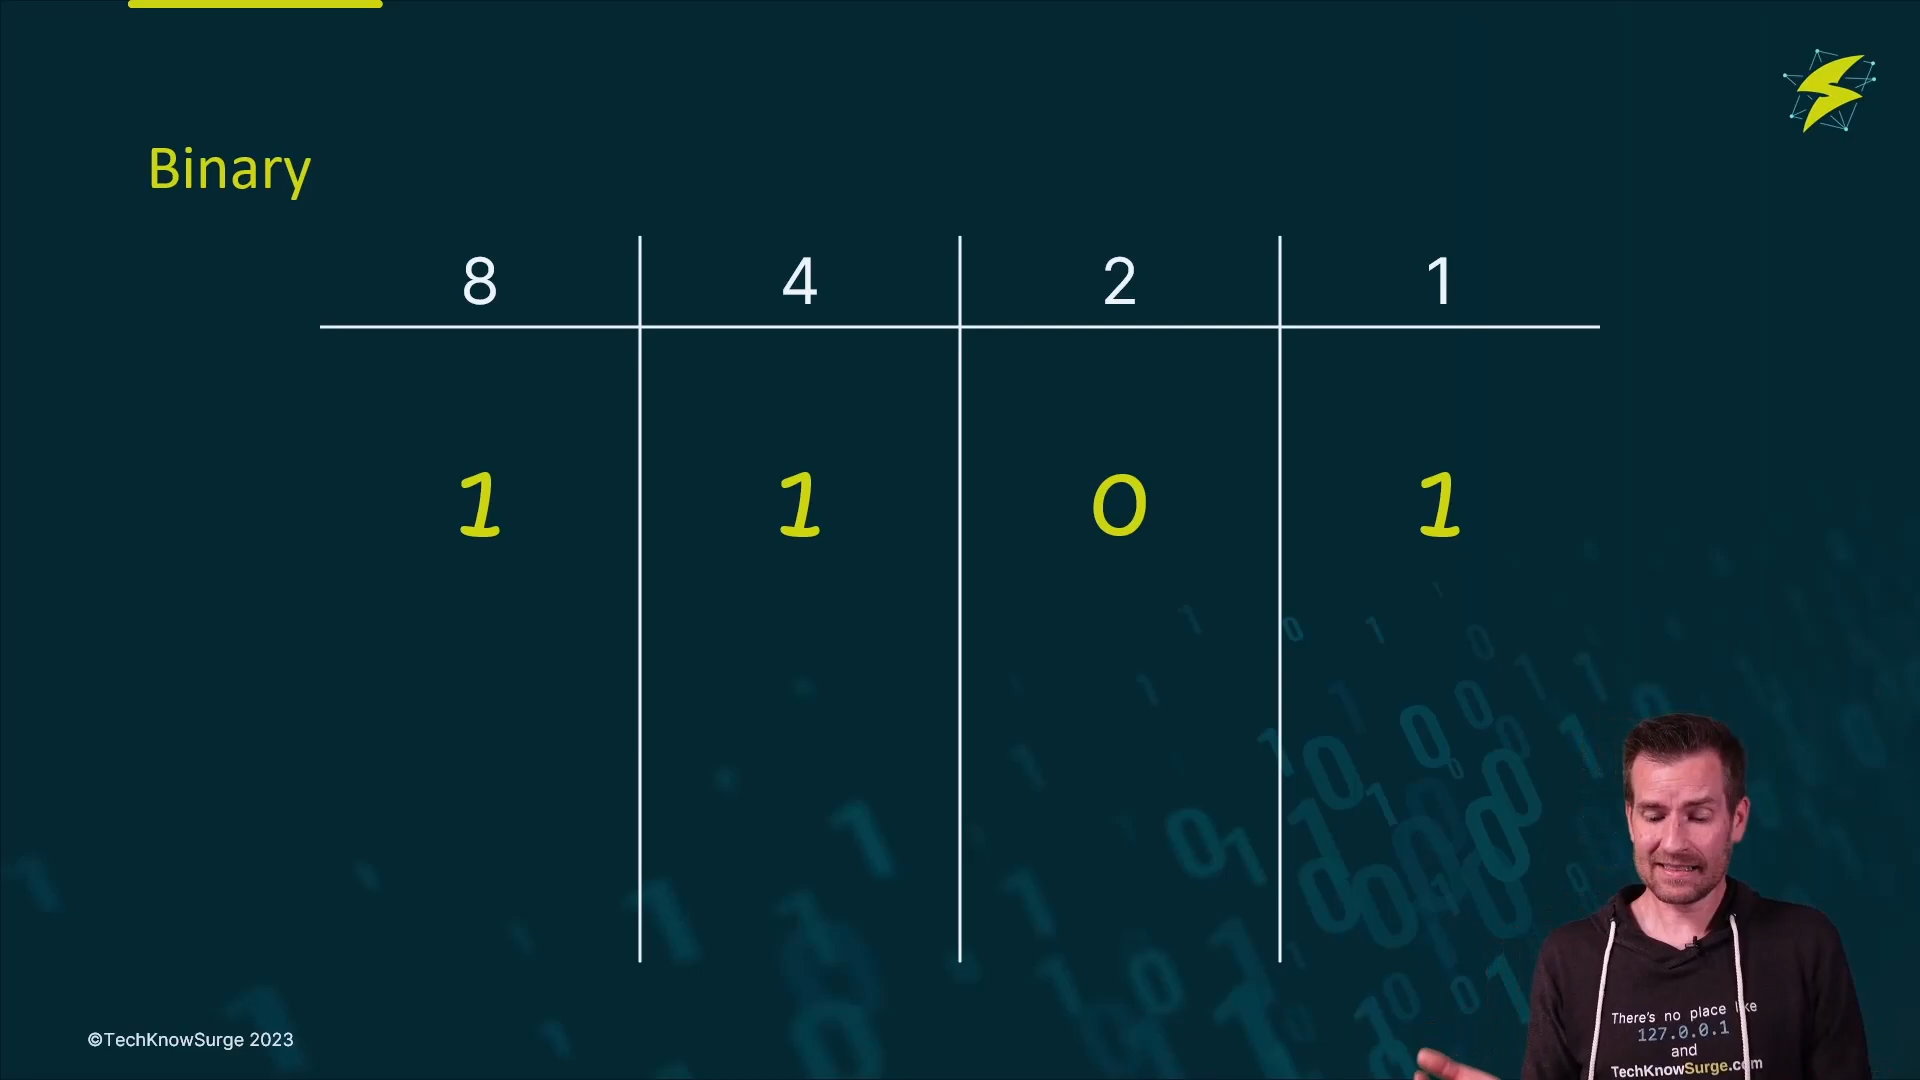 Binary
8 4 2 1
1 1 0 1
There's no place like
127.0.0.1
and
TechKnowSurge.com
©TechKnowSurge 2023